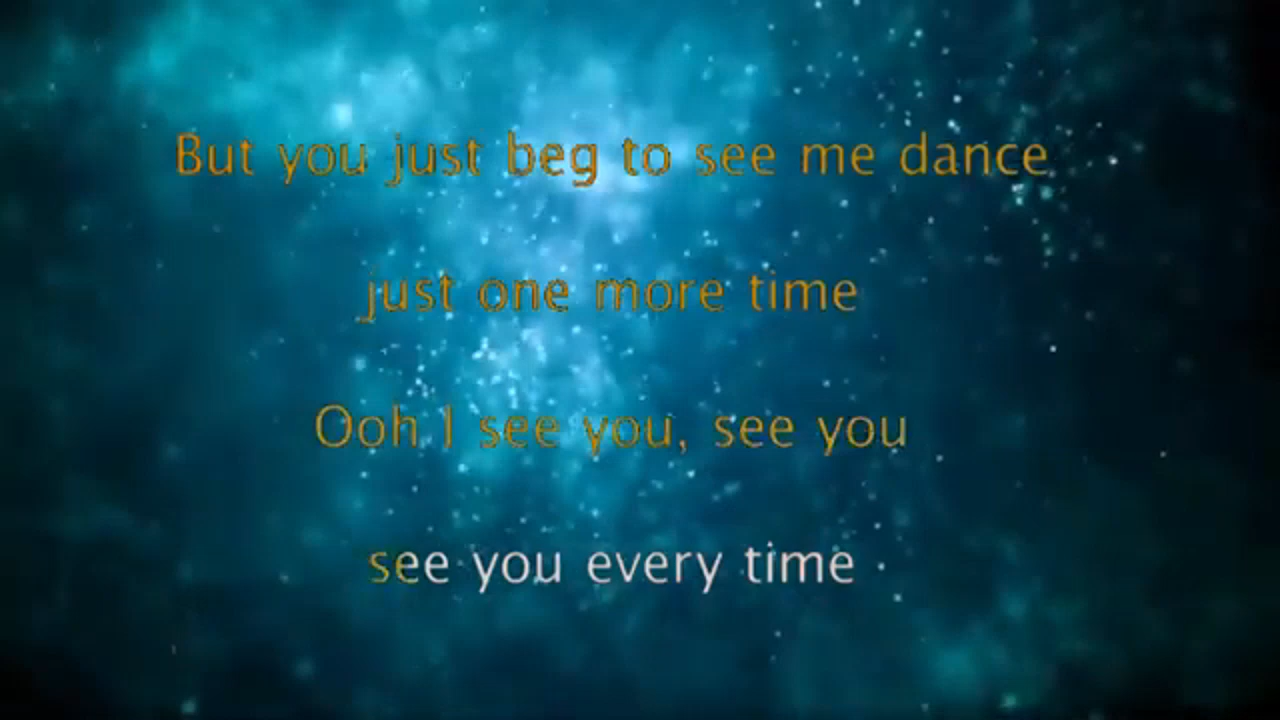 But you just beg to see me dance
just one more time
Ooh I see you, see you
see you every time